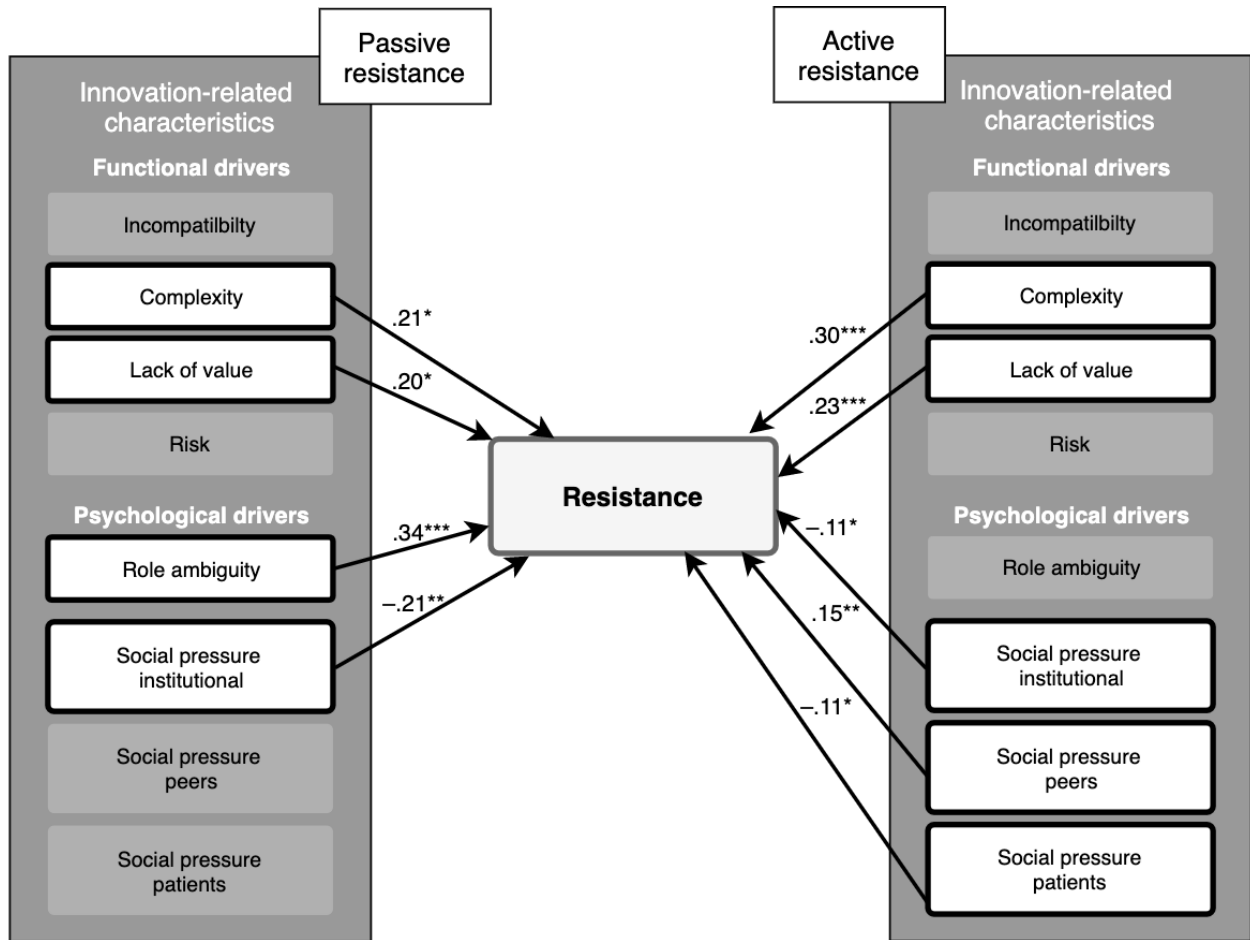 Passive
resistance
Innovation-related
characteristics
Functional drivers
Incompatilbilty
Complexity
Lack of value
Risk
Psychological drivers
Role ambiguity
Social pressure
institutional
Social pressure
peers
Social pressure
patients
.21*
.20*
.34***
–.21**
Resistance
.30***
.23***
–.11*
.15**
–.11*
Active
resistance
Innovation-related
characteristics
Functional drivers
Incompatilbilty
Complexity
Lack of value
Risk
Psychological drivers
Role ambiguity
Social pressure
institutional
Social pressure
peers
Social pressure
patients